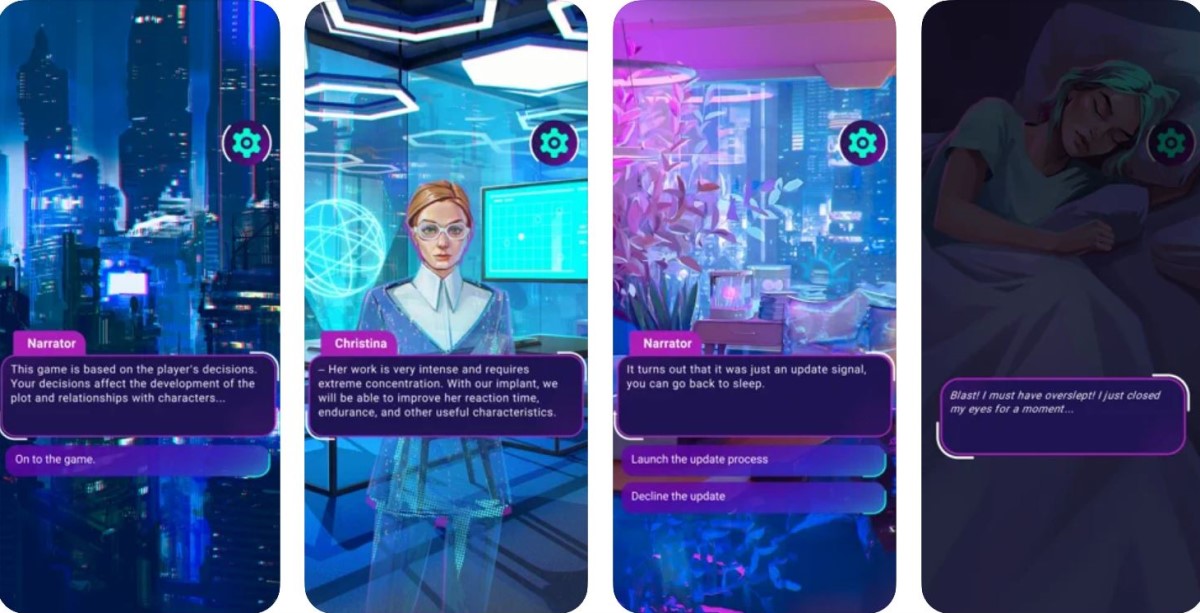 Narrator
This game is based on the player's decisions.
Your decisions affect the development of the
plot and relationships with characters...
On to the game.
Christina
– Her work is very intense and requires
extreme concentration. With our implant, we
will be able to improve her reaction time,
endurance, and other useful characteristics.
Narrator
It turns out that it was just an update signal,
you can go back to sleep.
Launch the update process
Decline the update
Blast! I must have overslept! I just closed
my eyes for a moment...